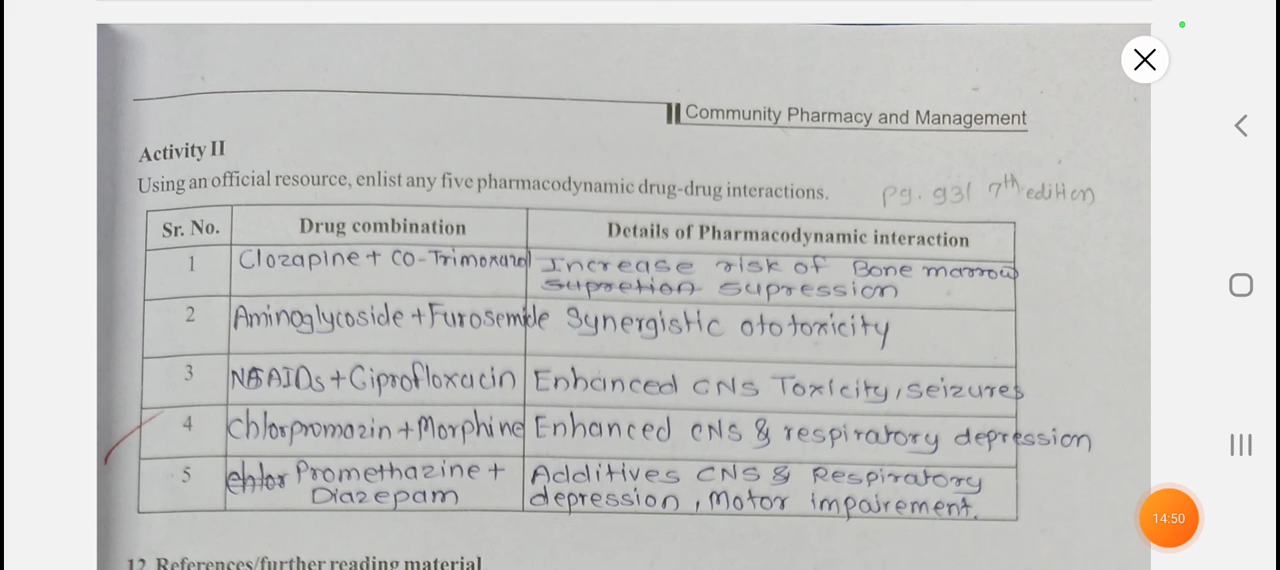 Community Pharmacy and Management
Activity II
Using an official resource, enlist any five pharmacodynamic drug-drug interactions. pg. 931 7th edition
Sr. No. Drug combination Details of Pharmacodynamic interaction
1 Clozapine + CO-Trimoxazol Increase risk of Bone marrow
supretion supression
2 Aminoglycoside + Furosemide Synergistic ototoxicity
3 NSAIDs + Ciprofloxacin Enhanced CNS Toxicity, seizures
4 Chlorpromazin + Morphine Enhanced CNS & respiratory depression
5 chlor Promethazine + Additives CNS & Respiratory
Diazepam depression, Motor impairement.
12. References/further reading material
14:50